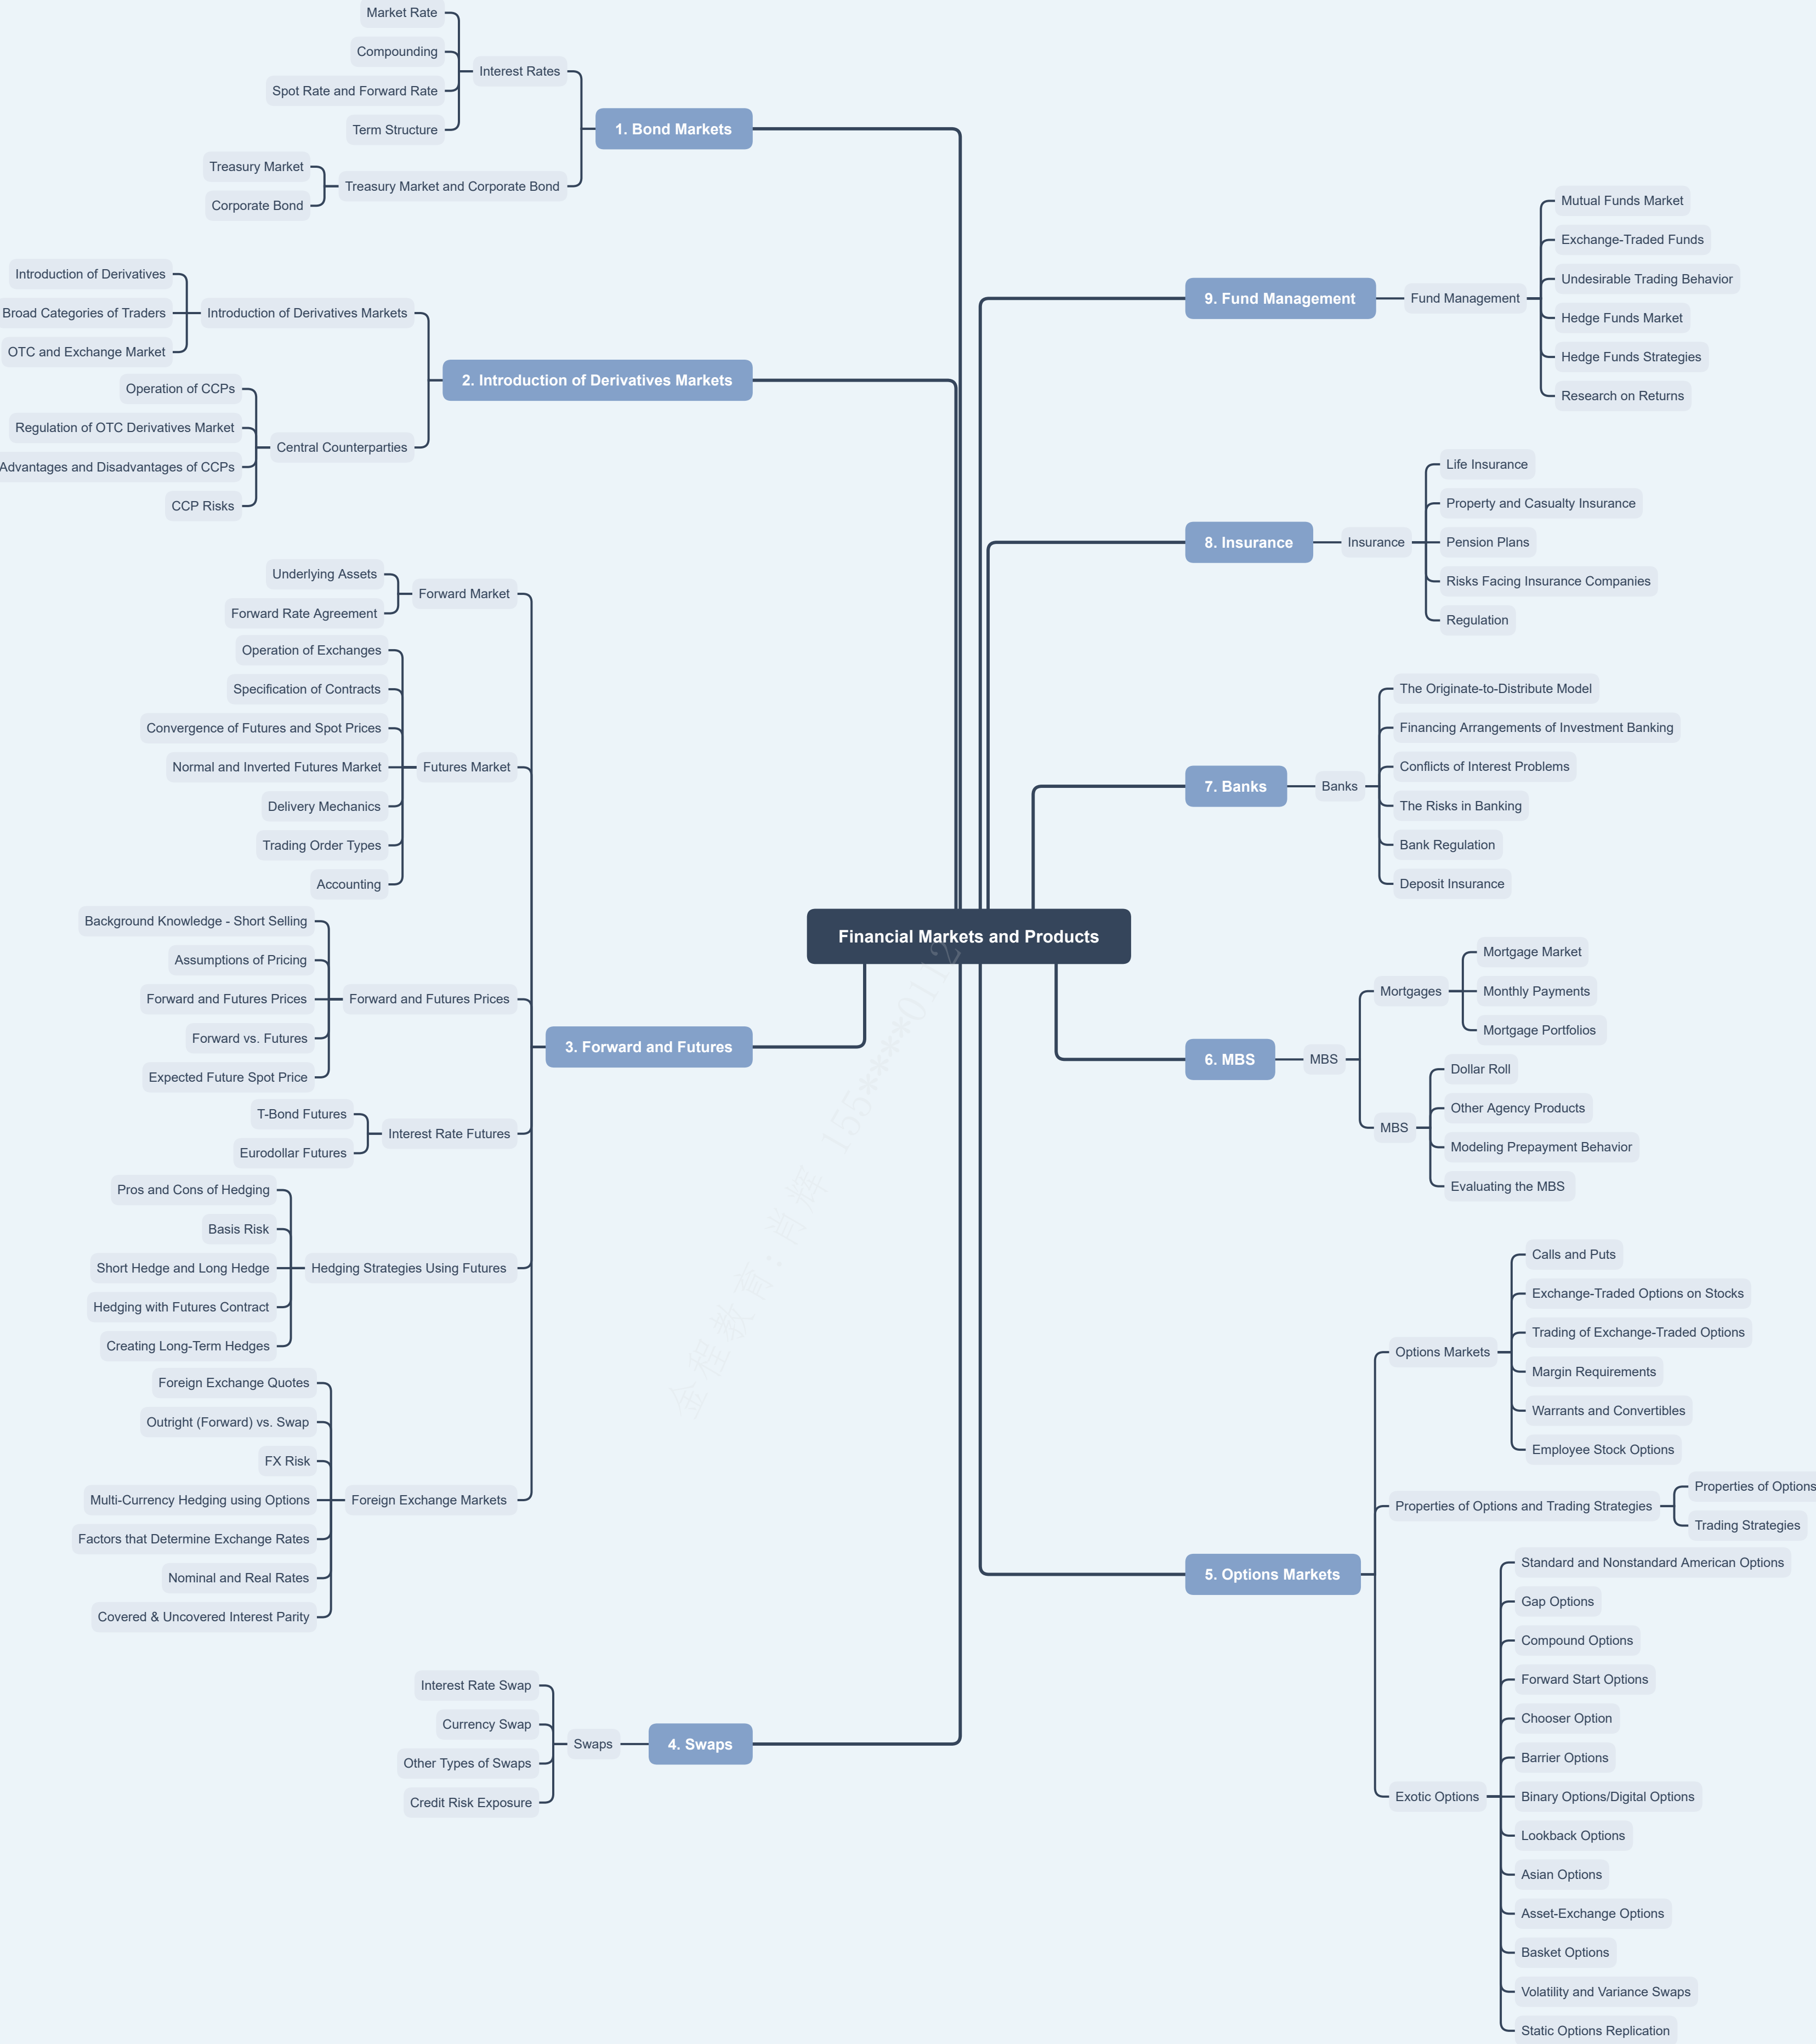 Financial Markets and Products
1. Bond Markets
Interest Rates
Market Rate
Compounding
Spot Rate and Forward Rate
Term Structure
Treasury Market and Corporate Bond
Treasury Market
Corporate Bond
2. Introduction of Derivatives Markets
Introduction of Derivatives Markets
Introduction of Derivatives
Broad Categories of Traders
OTC and Exchange Market
Central Counterparties
Operation of CCPs
Regulation of OTC Derivatives Market
Advantages and Disadvantages of CCPs
CCP Risks
3. Forward and Futures
Forward Market
Underlying Assets
Forward Rate Agreement
Futures Market
Operation of Exchanges
Specification of Contracts
Convergence of Futures and Spot Prices
Normal and Inverted Futures Market
Delivery Mechanics
Trading Order Types
Accounting
Forward and Futures Prices
Background Knowledge - Short Selling
Assumptions of Pricing
Forward and Futures Prices
Forward vs. Futures
Expected Future Spot Price
Interest Rate Futures
T-Bond Futures
Eurodollar Futures
Hedging Strategies Using Futures
Pros and Cons of Hedging
Basis Risk
Short Hedge and Long Hedge
Hedging with Futures Contract
Creating Long-Term Hedges
Foreign Exchange Markets
Foreign Exchange Quotes
Outright (Forward) vs. Swap
FX Risk
Multi-Currency Hedging using Options
Factors that Determine Exchange Rates
Nominal and Real Rates
Covered & Uncovered Interest Parity
4. Swaps
Swaps
Interest Rate Swap
Currency Swap
Other Types of Swaps
Credit Risk Exposure
9. Fund Management
Fund Management
Mutual Funds Market
Exchange-Traded Funds
Undesirable Trading Behavior
Hedge Funds Market
Hedge Funds Strategies
Research on Returns
8. Insurance
Insurance
Life Insurance
Property and Casualty Insurance
Pension Plans
Risks Facing Insurance Companies
Regulation
7. Banks
Banks
The Originate-to-Distribute Model
Financing Arrangements of Investment Banking
Conflicts of Interest Problems
The Risks in Banking
Bank Regulation
Deposit Insurance
6. MBS
MBS
Mortgages
Mortgage Market
Monthly Payments
Mortgage Portfolios
MBS
Dollar Roll
Other Agency Products
Modeling Prepayment Behavior
Evaluating the MBS
5. Options Markets
Options Markets
Calls and Puts
Exchange-Traded Options on Stocks
Trading of Exchange-Traded Options
Margin Requirements
Warrants and Convertibles
Employee Stock Options
Properties of Options and Trading Strategies
Properties of Options
Trading Strategies
Exotic Options
Standard and Nonstandard American Options
Gap Options
Compound Options
Forward Start Options
Chooser Option
Barrier Options
Binary Options/Digital Options
Lookback Options
Asian Options
Asset-Exchange Options
Basket Options
Volatility and Variance Swaps
Static Options Replication
金程教育:肖辉 155****0112